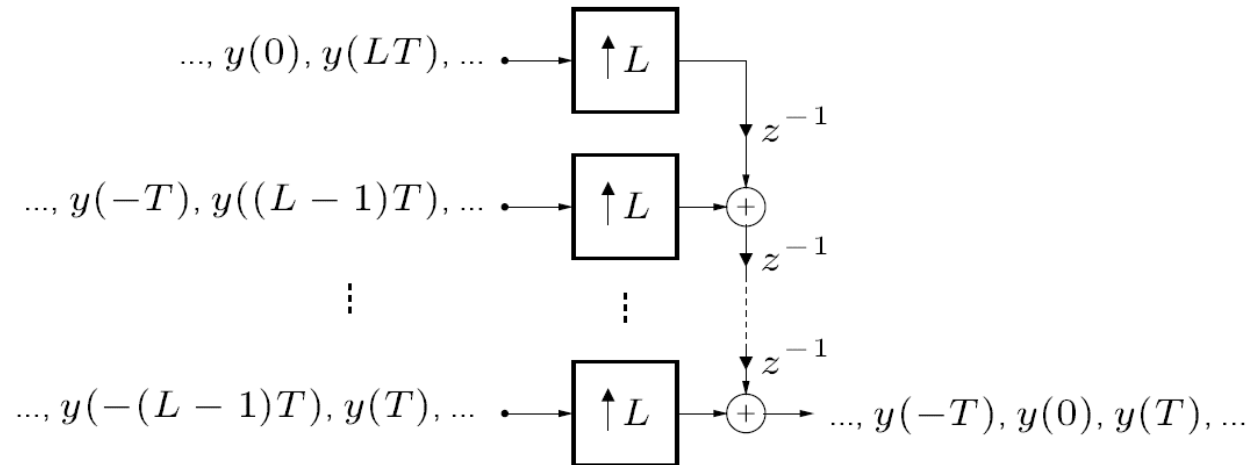 ..., y(0), y(LT), ... ↑L
z⁻¹
..., y(−T), y((L − 1)T), ... ↑L +
z⁻¹
⋮ ⋮
z⁻¹
..., y(−(L − 1)T), y(T), ... ↑L + ..., y(−T), y(0), y(T), ...